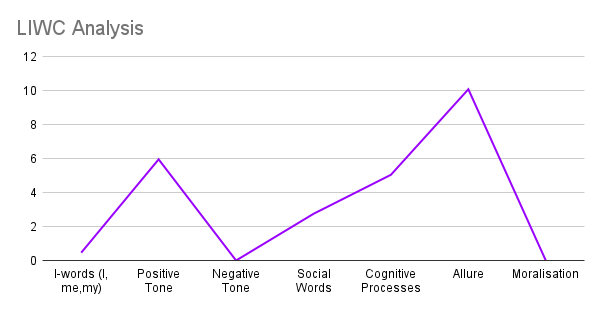 LIWC Analysis
12
10
8
6
4
2
0
I-words (I,
me,my)
Positive
Tone
Negative
Tone
Social
Words
Cognitive
Processes
Allure
Moralisation